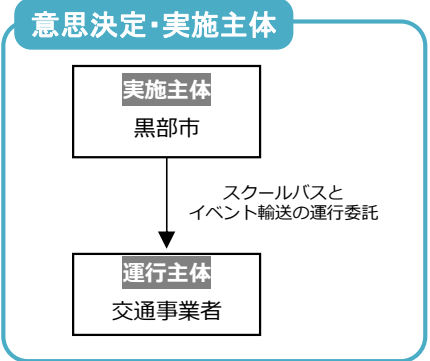 意思決定・実施主体
実施主体
黒部市
スクールバスと
イベント輸送の運行委託
運行主体
交通事業者